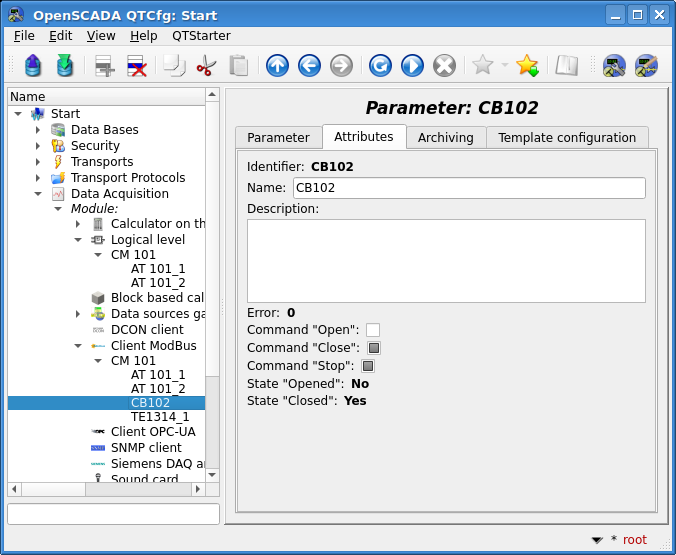 OpenSCADA QTCfg: Start
File Edit View Help QTStarter
Name
Start
Data Bases
Security
Transports
Transport Protocols
Data Acquisition
Module:
Calculator on th
Logical level
CM 101
AT 101_1
AT 101_2
Block based cal
Data sources ga
DCON client
Client ModBus
CM 101
AT 101_1
AT 101_2
CB102
TE1314_1
Client OPC-UA
SNMP client
Siemens DAQ a
Sound card
Parameter: CB102
Parameter Attributes Archiving Template configuration
Identifier: CB102
Name: CB102
Description:
Error: 0
Command "Open":
Command "Close":
Command "Stop":
State "Opened": No
State "Closed": Yes
* root